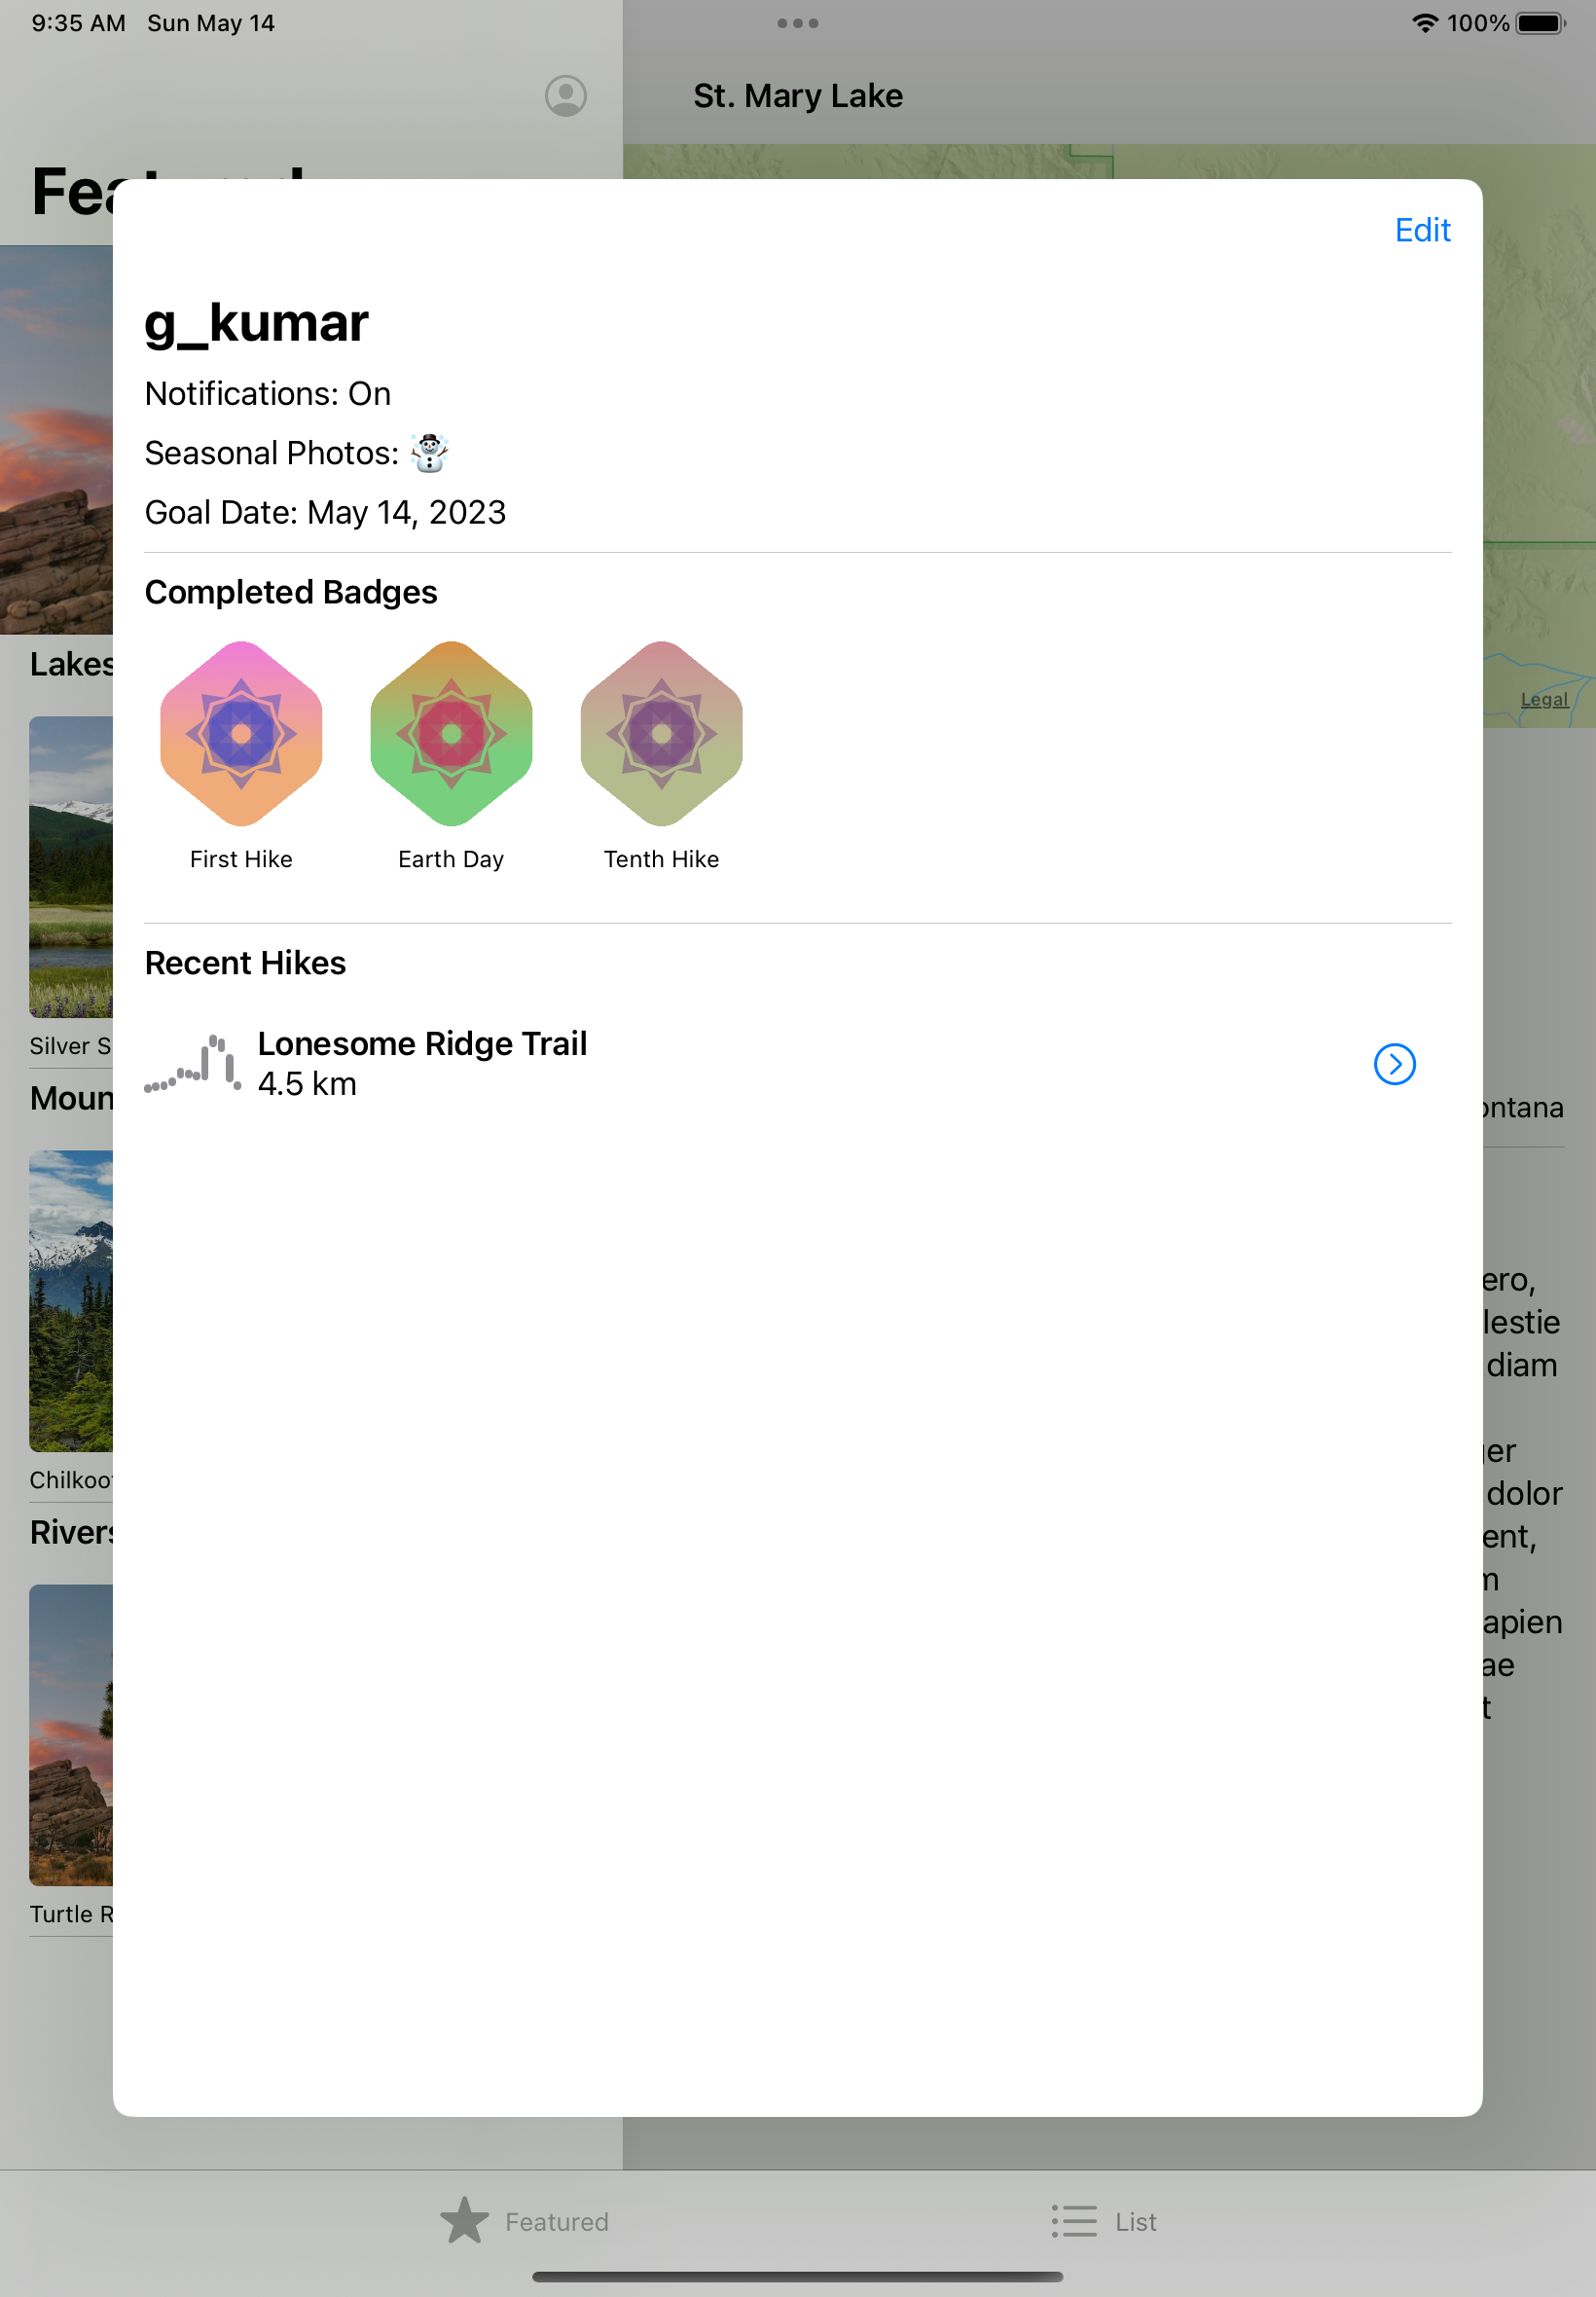 9:35 AM Sun May 14
100%
St. Mary Lake
Edit
g_kumar
Notifications: On
Seasonal Photos: ☃️
Goal Date: May 14, 2023
Completed Badges
First Hike
Earth Day
Tenth Hike
Recent Hikes
Lonesome Ridge Trail
4.5 km
Lakes
Silver S
Moun
Chilkoo
Rivers
Turtle R
Legal
ontana
ero,
lestie
diam
er
dolor
ent,
apien
ae
t
Featured
List